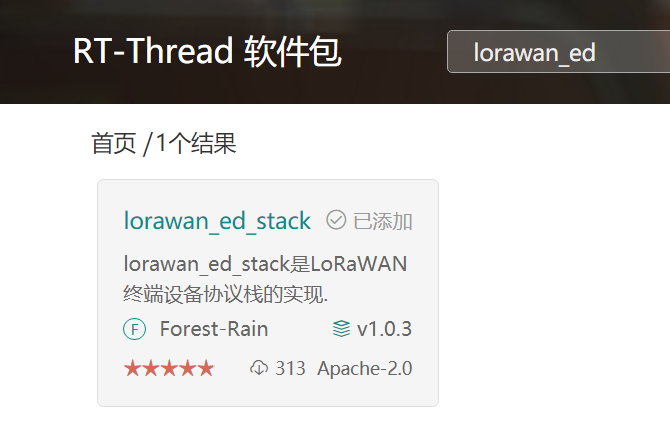 RT-Thread 软件包
lorawan_ed
首页 /1个结果
lorawan_ed_stack 已添加
lorawan_ed_stack是LoRaWAN
终端设备协议栈的实现.
F Forest-Rain v1.0.3
313 Apache-2.0